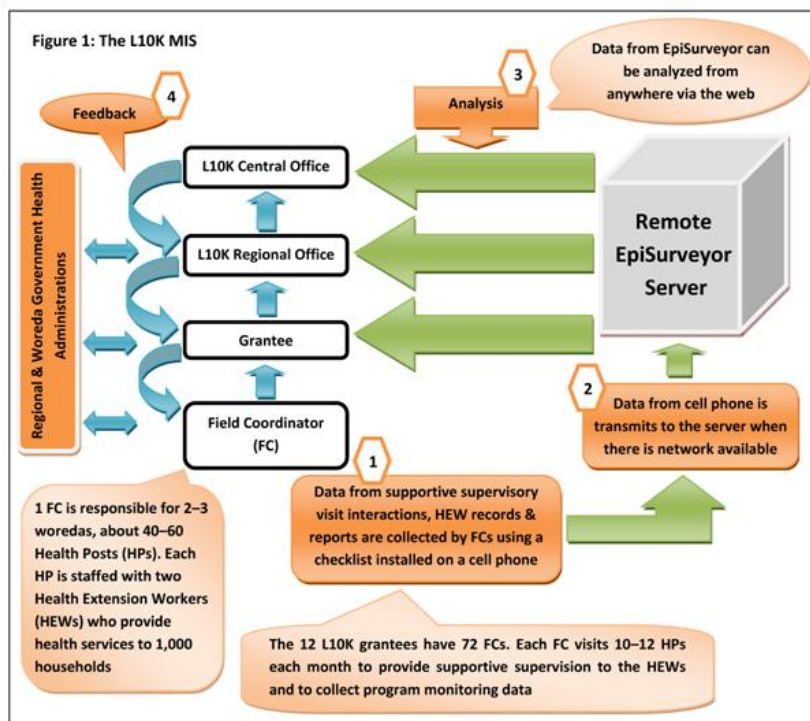 Figure 1: The L10K MIS
4
Feedback
3
Analysis
Data from EpiSurveyor can
be analyzed from
anywhere via the web
L10K Central Office
L10K Regional Office
Grantee
Field Coordinator
(FC)
Regional & Woreda Government Health
Administrations
Remote
EpiSurveyor
Server
2
Data from cell phone is
transmits to the server when
there is network available
1
Data from supportive supervisory
visit interactions, HEW records &
reports are collected by FCs using a
checklist installed on a cell phone
1 FC is responsible for 2–3
woredas, about 40–60
Health Posts (HPs). Each
HP is staffed with two
Health Extension Workers
(HEWs) who provide
health services to 1,000
households
The 12 L10K grantees have 72 FCs. Each FC visits 10–12 HPs
each month to provide supportive supervision to the HEWs
and to collect program monitoring data